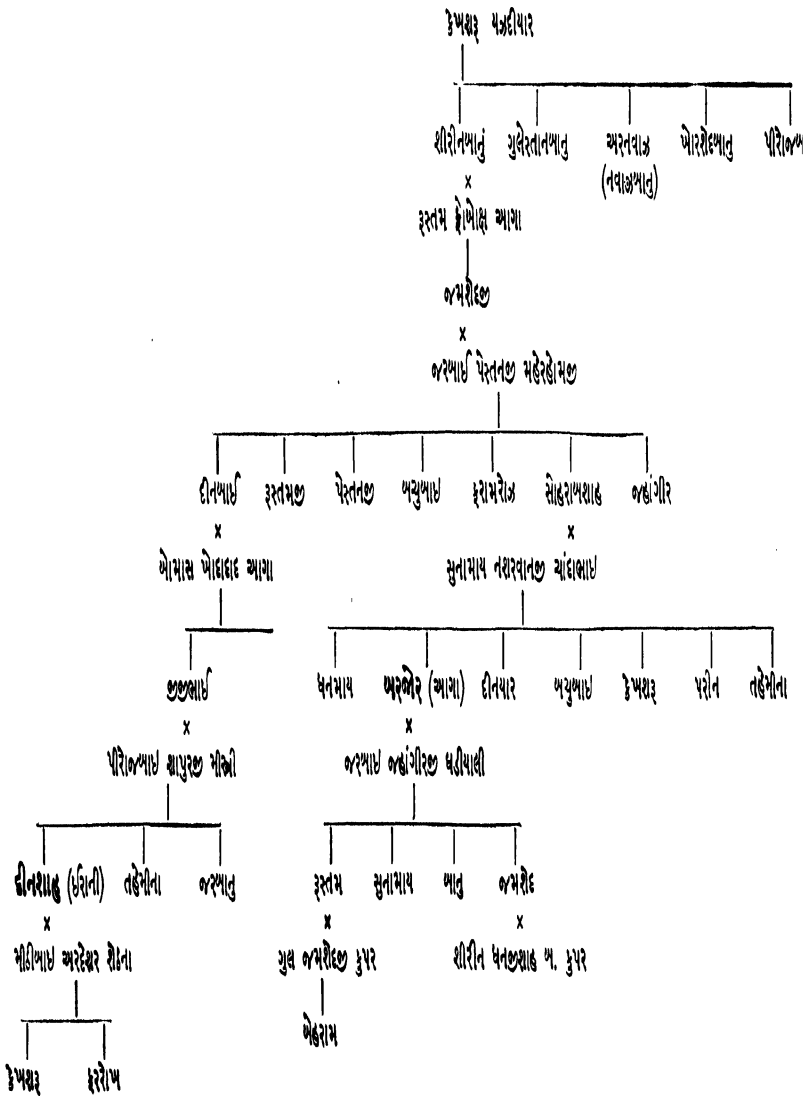 કેખશરૂ યઝદીયાર
શીરીનબાનું ગુલેસ્તાનબાનુ અરનવાઝ ખોરશેદબાનુ
(નવાઝબાનુ)
×
રૂસ્તમ ફ્રોબોક્ષ આગા
જમશેદજી
×
જરબાઈ પેસ્તનજી મહેરહોમજી
દીનબાઈ રૂસ્તમજી પેસ્તનજી બચુબાઇ ફરામરોઝ સોહરાબશાહ જહાંગીર
× ×
ખોમાસ ખોદાદાદ આગા સુનામાય નશરવાનજી ચાંદાભાઇ
જીજીભાઈ ધનમાય બરજોર (આગા) દીનયાર બચુબાઇ કેખશરૂ પરીન તહેમીના
× ×
પીરોજબાઇ શાપુરજી મીસ્ત્રી જરબાઇ જહાંગીરજી ઘડીયાલી
દીનશાહ (ઈરાની) તહેમીના જરબાનુ રૂસ્તમ સુનામાય બાનુ જમશેદ
× × ×
મીઠીબાઇ અરદેશર શેઠના ગુલ જમશેદજી કુપર શીરીન ધનજીશાહ બ. કુપર
બેહરામ
કેખશરૂ ફરરોખ